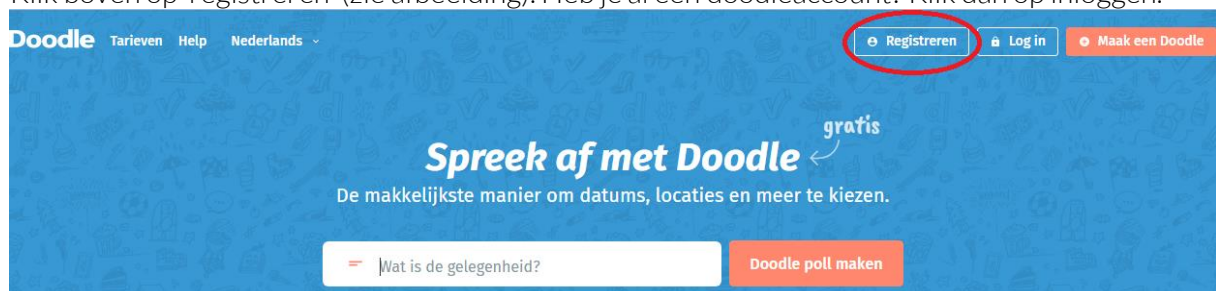 Klik boven op 'registreren' (zie afbeelding). Heb je al een doodleaccount? Klik dan op inloggen.
Doodle Tarieven Help Nederlands Registreren Log in Maak een Doodle
gratis
Spreek af met Doodle
De makkelijkste manier om datums, locaties en meer te kiezen.
Wat is de gelegenheid? Doodle poll maken